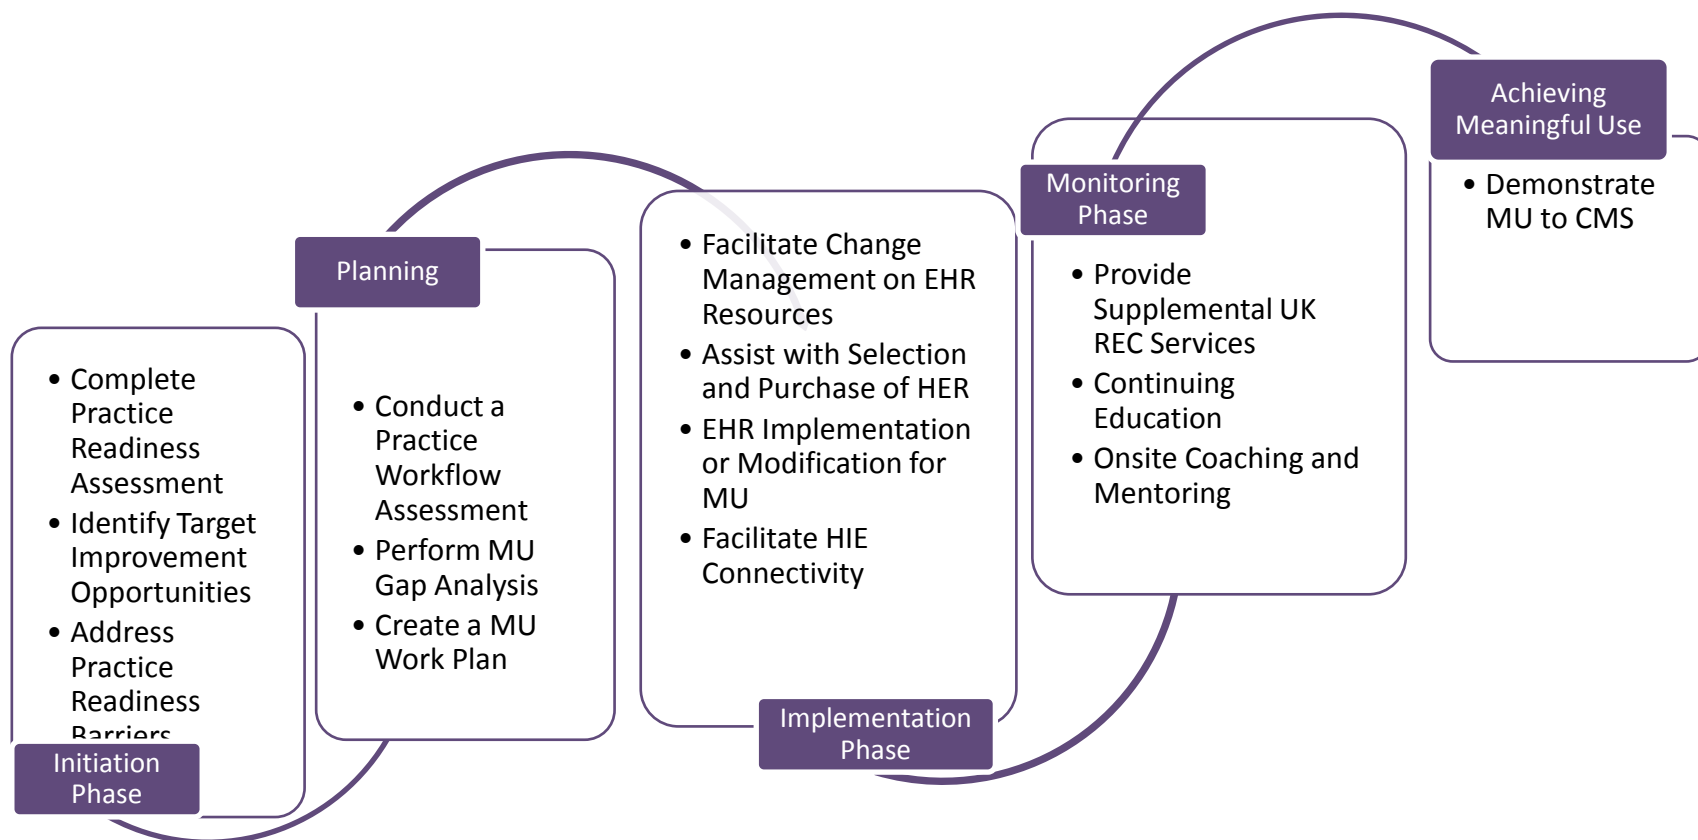 • Complete
Practice
Readiness
Assessment
• Identify Target
Improvement
Opportunities
• Address
Practice
Readiness
Barriers
Initiation
Phase
Planning
• Conduct a
Practice
Workflow
Assessment
• Perform MU
Gap Analysis
• Create a MU
Work Plan
• Facilitate Change
Management on EHR
Resources
• Assist with Selection
and Purchase of HER
• EHR Implementation
or Modification for
MU
• Facilitate HIE
Connectivity
Implementation
Phase
Monitoring
Phase
• Provide
Supplemental UK
REC Services
• Continuing
Education
• Onsite Coaching and
Mentoring
Achieving
Meaningful Use
• Demonstrate
MU to CMS